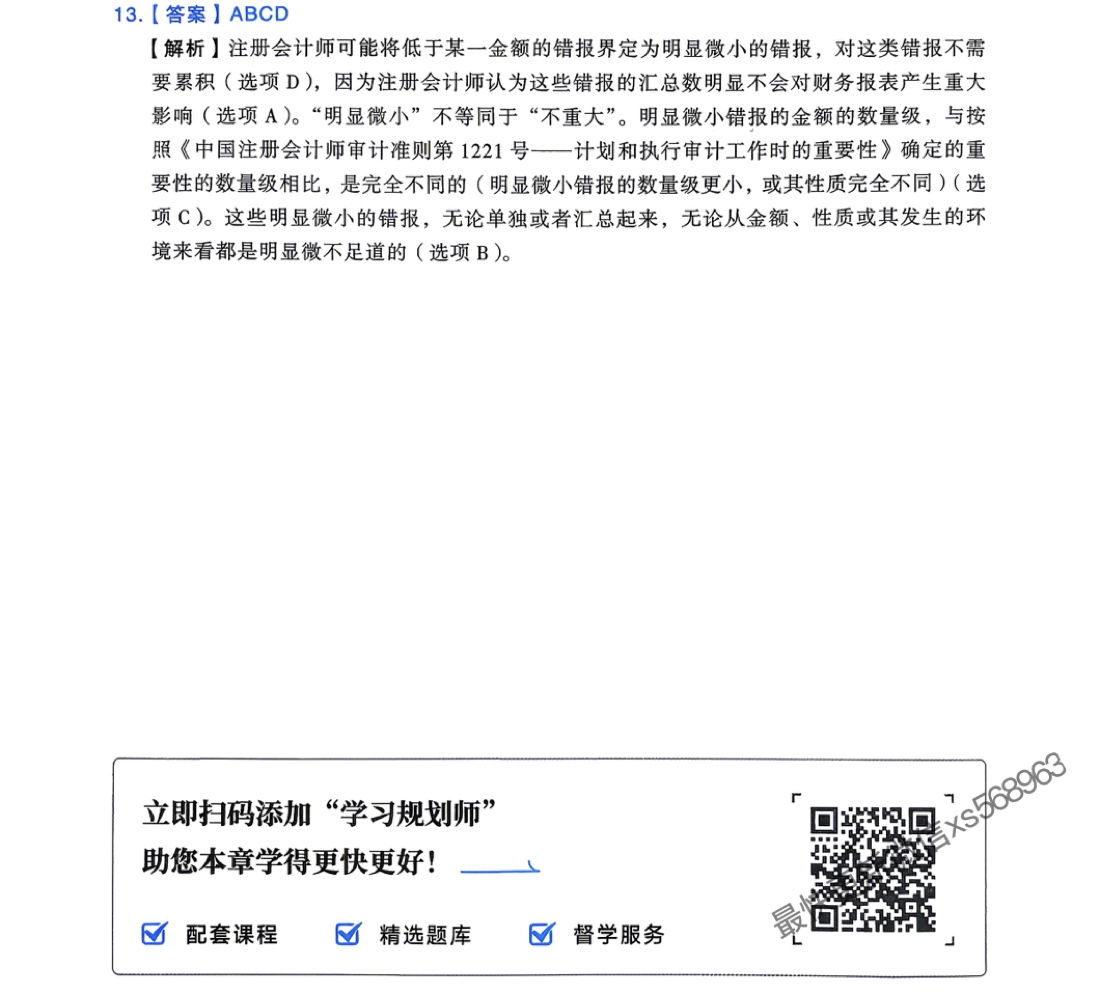 13.【答案】ABCD
【解析】注册会计师可能将低于某一金额的错报界定为明显微小的错报，对这类错报不需
要累积（选项 D），因为注册会计师认为这些错报的汇总数明显不会对财务报表产生重大
影响（选项 A）。“明显微小”不等同于“不重大”。明显微小错报的金额的数量级，与按
照《中国注册会计师审计准则第 1221 号——计划和执行审计工作时的重要性》确定的重
要性的数量级相比，是完全不同的（明显微小错报的数量级更小，或其性质完全不同）（选
项 C）。这些明显微小的错报，无论单独或者汇总起来，无论从金额、性质或其发生的环
境来看都是明显微不足道的（选项 B）。
立即扫码添加“学习规划师”
助您本章学得更快更好！
配套课程 精选题库 督学服务
信xs568963